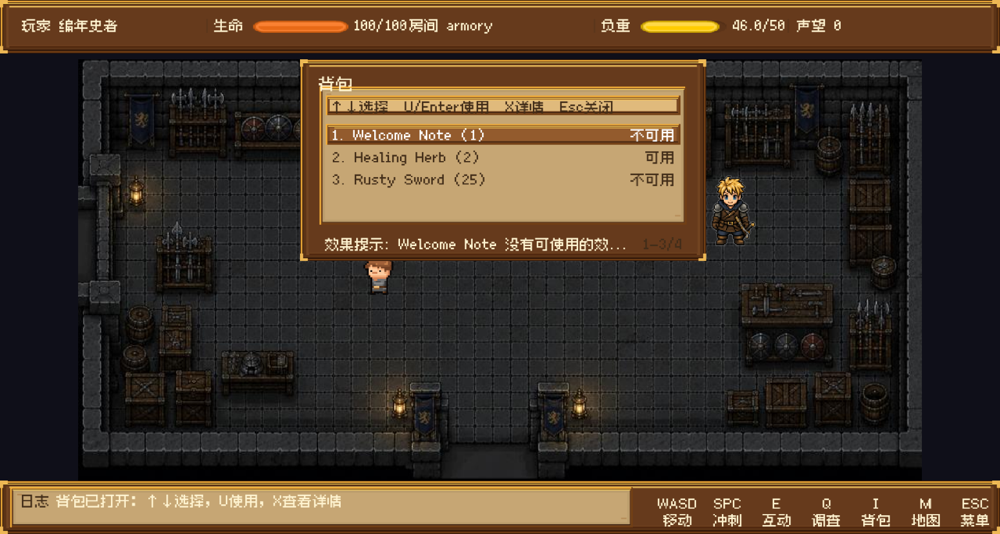 玩家 编年史者 生命 100/100 房间 armory 负重 46.0/50 声望 0
背包
↑↓选择 U/Enter使用 X详情 Esc关闭
1. Welcome Note (1) 不可用
2. Healing Herb (2) 可用
3. Rusty Sword (25) 不可用
效果提示: Welcome Note 没有可使用的效... 1-3/4
日志 背包已打开: ↑↓选择, U使用, X查看详情
WASD SPC E Q I M ESC
移动 冲刺 互动 调查 背包 地图 菜单